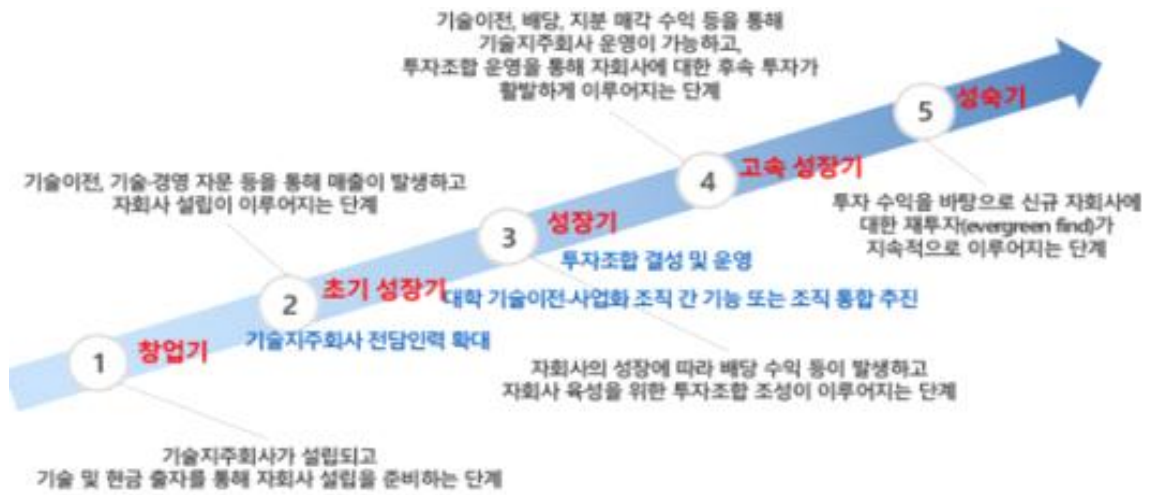 기술이전, 배당, 지분 매각 수익 등을 통해
기술지주회사 운영이 가능하고,
투자조합 운영을 통해 자회사에 대한 후속 투자가
활발하게 이루어지는 단계
5
성숙기
기술이전, 기술·경영 자문 등을 통해 매출이 발생하고
자회사 설립이 이루어지는 단계
4
고속 성장기
투자 수익을 바탕으로 신규 자회사에
대한 재투자(evergreen find)가
지속적으로 이루어지는 단계
3
성장기
투자조합 결성 및 운영
2
초기 성장기
대학 기술이전·사업화 조직 간 기능 또는 조직 통합 추진
기술지주회사 전담인력 확대
1
창업기
자회사의 성장에 따라 배당 수익 등이 발생하고
자회사 육성을 위한 투자조합 조성이 이루어지는 단계
기술지주회사가 설립되고
기술 및 현금 출자를 통해 자회사 설립을 준비하는 단계